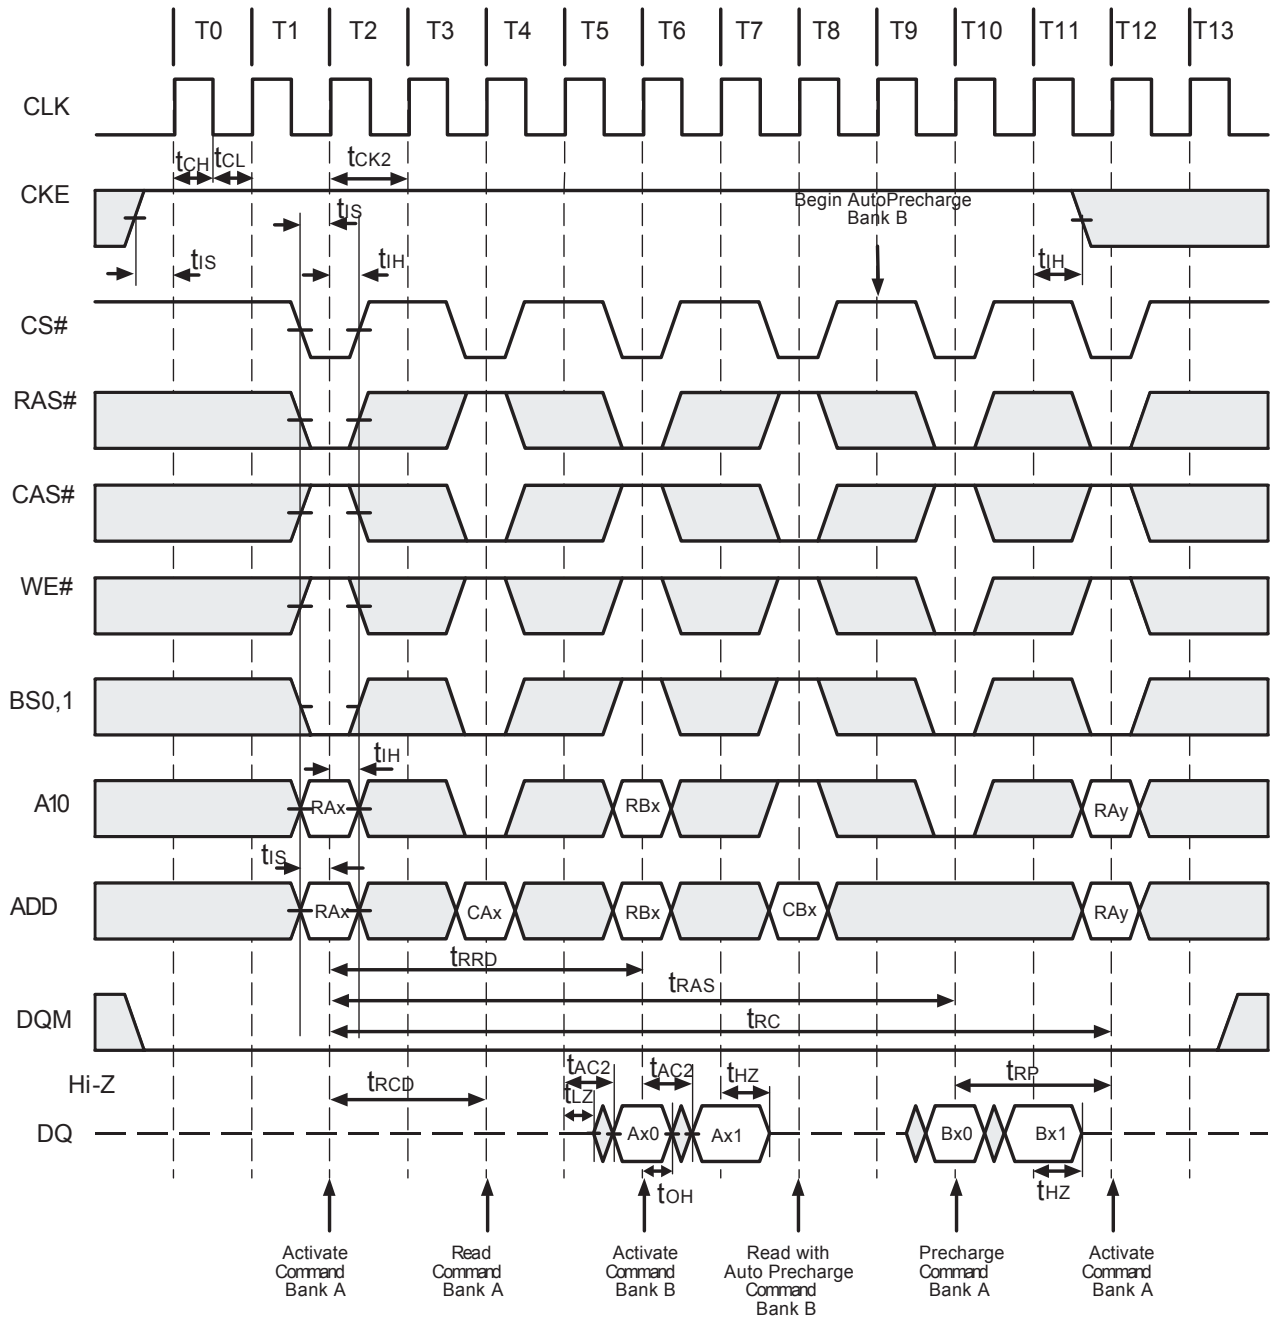 T0 T1 T2 T3 T4 T5 T6 T7 T8 T9 T10 T11 T12 T13
CLK
tCH tCL tCK2
CKE
tIS
Begin AutoPrecharge
Bank B
tIS tIH tIH
CS#
RAS#
CAS#
WE#
BS0,1
tIH
A10 RAx RBx RAy
tIS
ADD RAx CAx RBx CBx RAy
tRRD
tRAS
DQM tRC
Hi-Z tRCD tAC2 tAC2 tHZ tRP
tLZ
DQ Ax0 Ax1 Bx0 Bx1
tOH tHZ
Activate
Command
Bank A
Read
Command
Bank A
Activate
Command
Bank B
Read with
Auto Precharge
Command
Bank B
Precharge
Command
Bank A
Activate
Command
Bank A